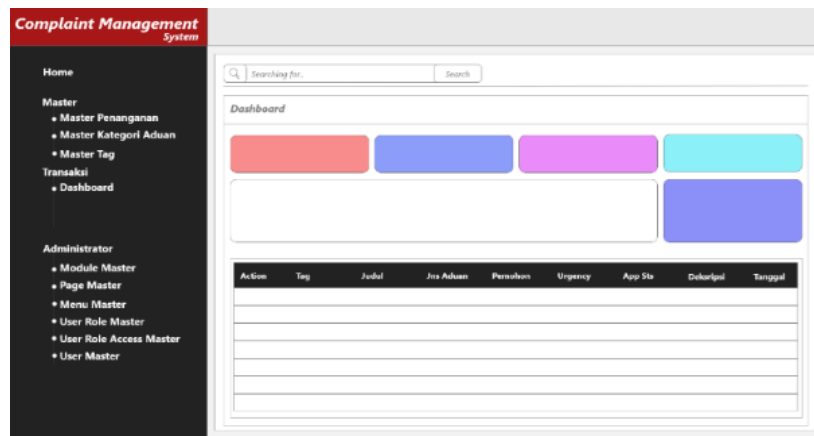 Complaint Management
System
Home
Master
Master Penanganan
Master Kategori Aduan
Master Tag
Transaksi
Dashboard
Administrator
Module Master
Page Master
Menu Master
User Role Master
User Role Access Master
User Master
Searching for.. Search
Dashboard
Action Tag Judul Jns Aduan Pemohon Urgency App Sts Dekaripsi Tanggal